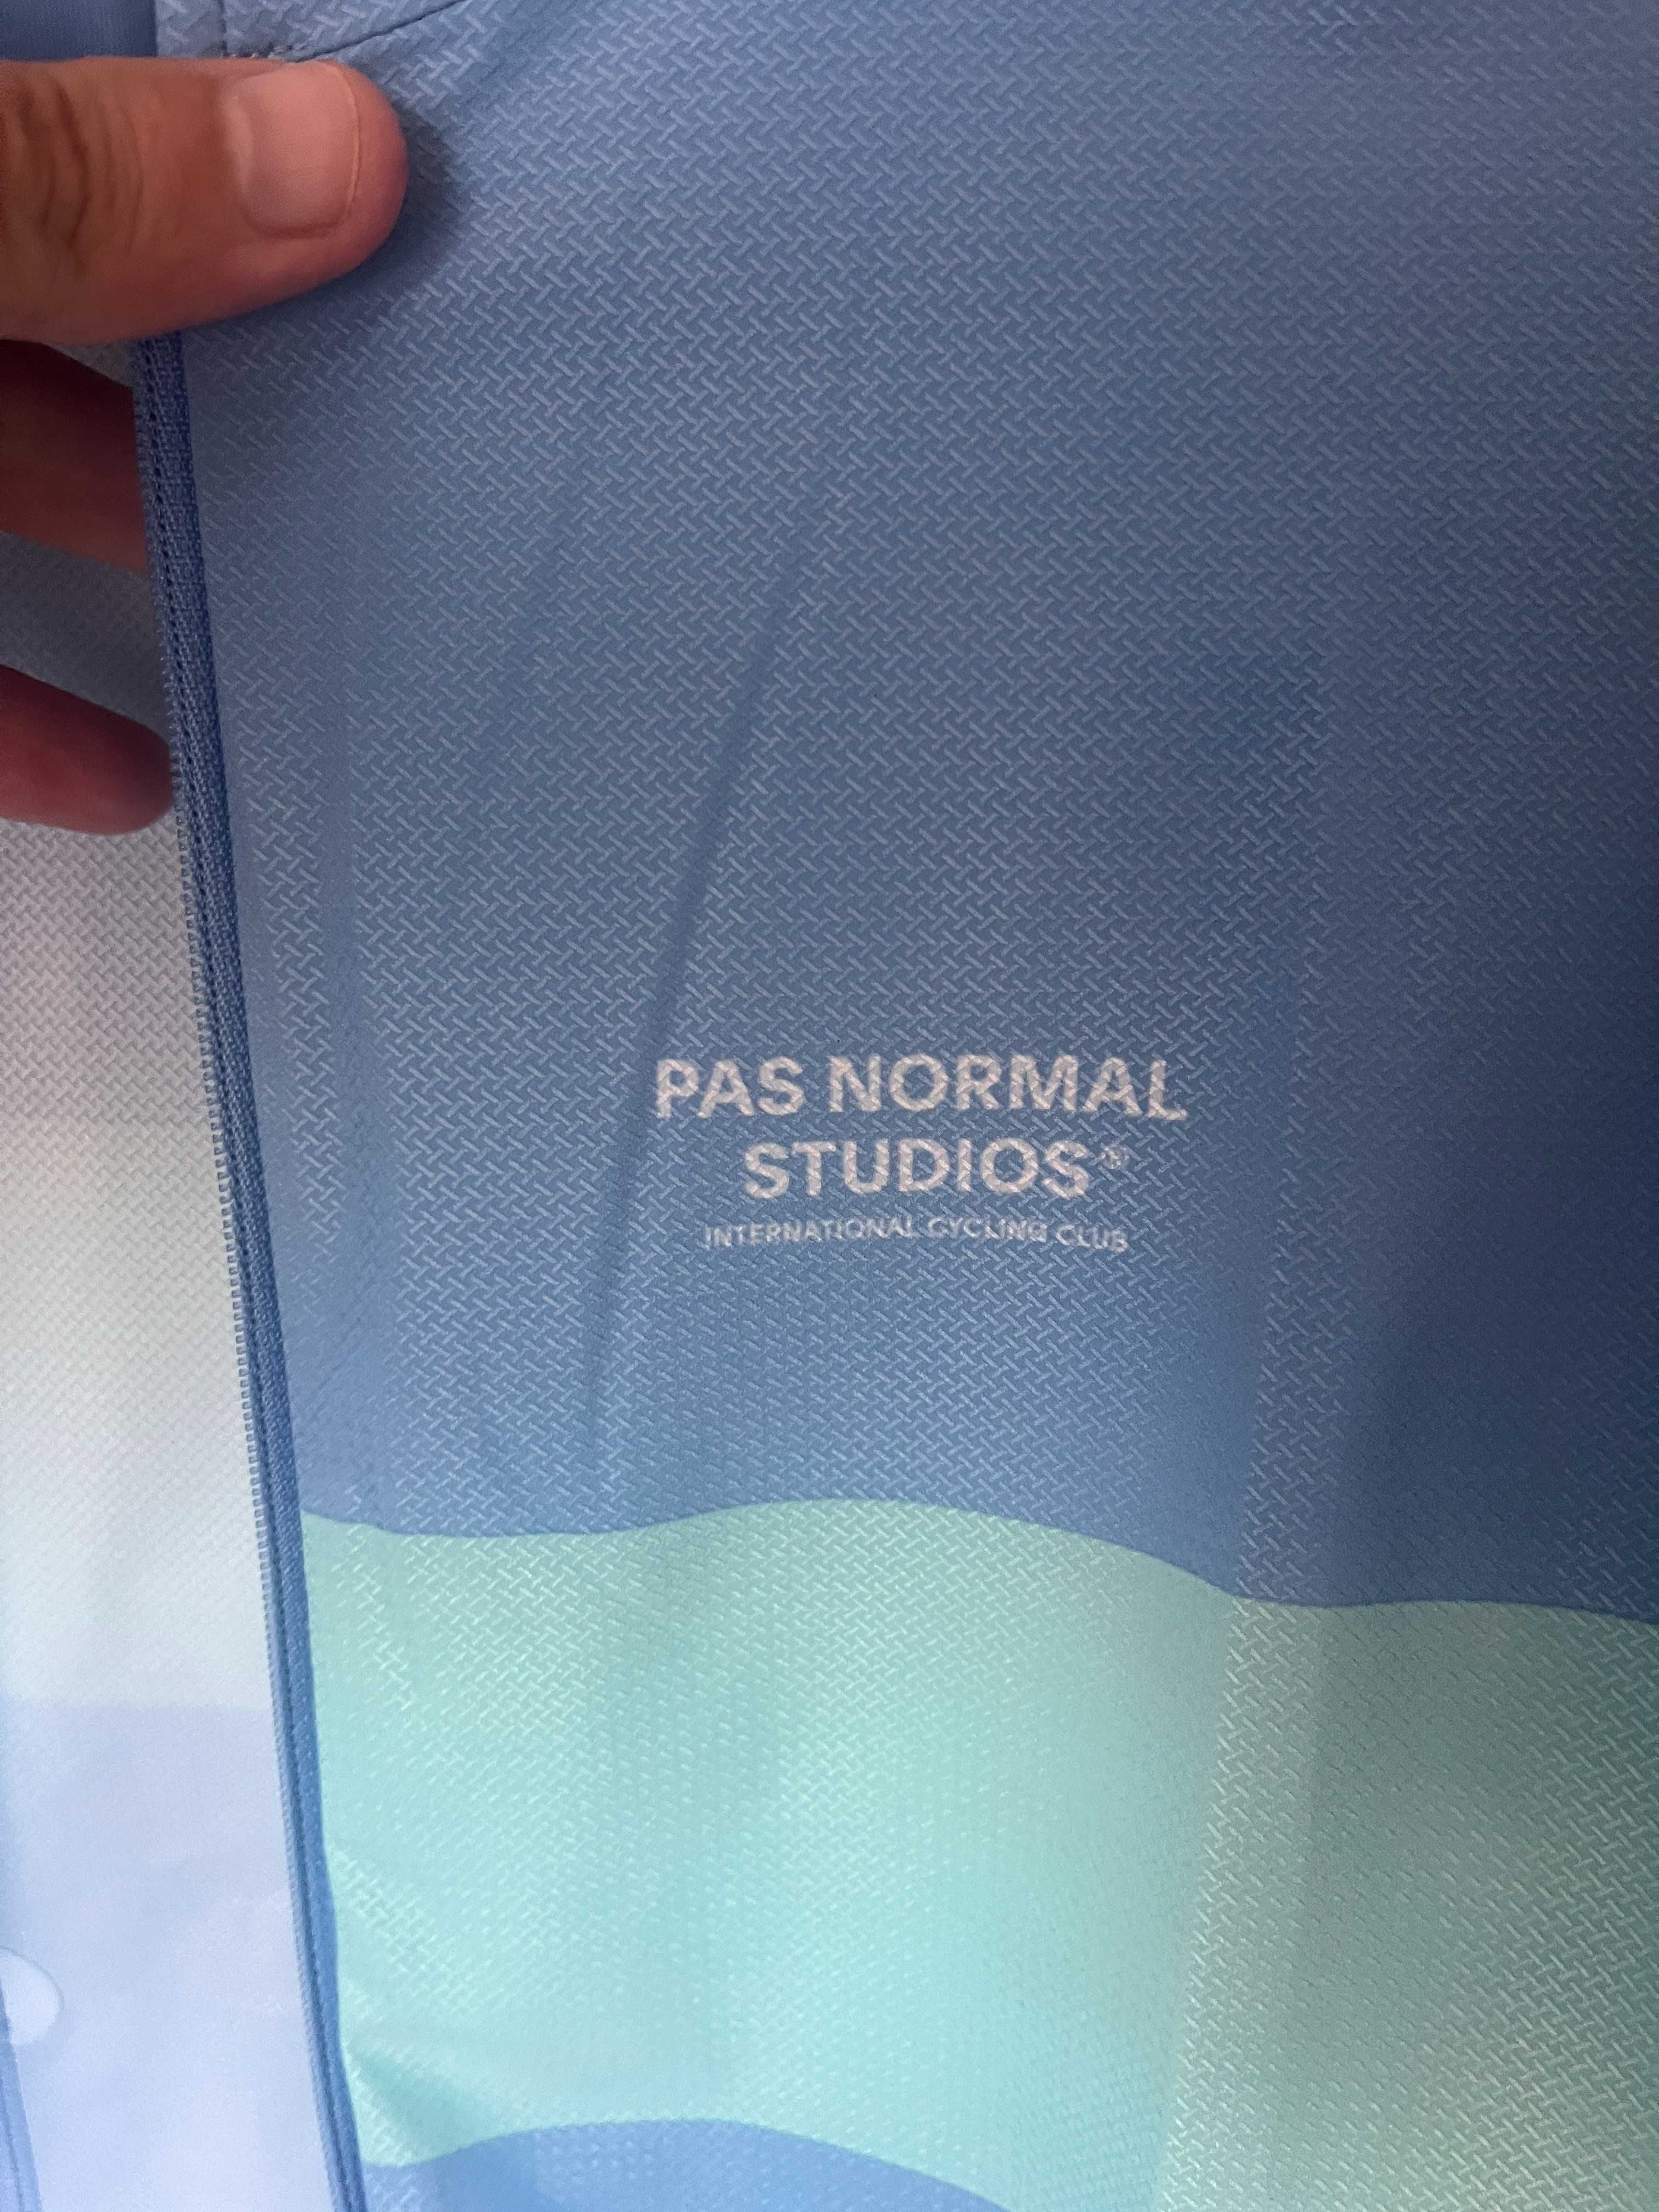 PAS NORMAL
STUDIOS®
INTERNATIONAL CYCLING CLUB